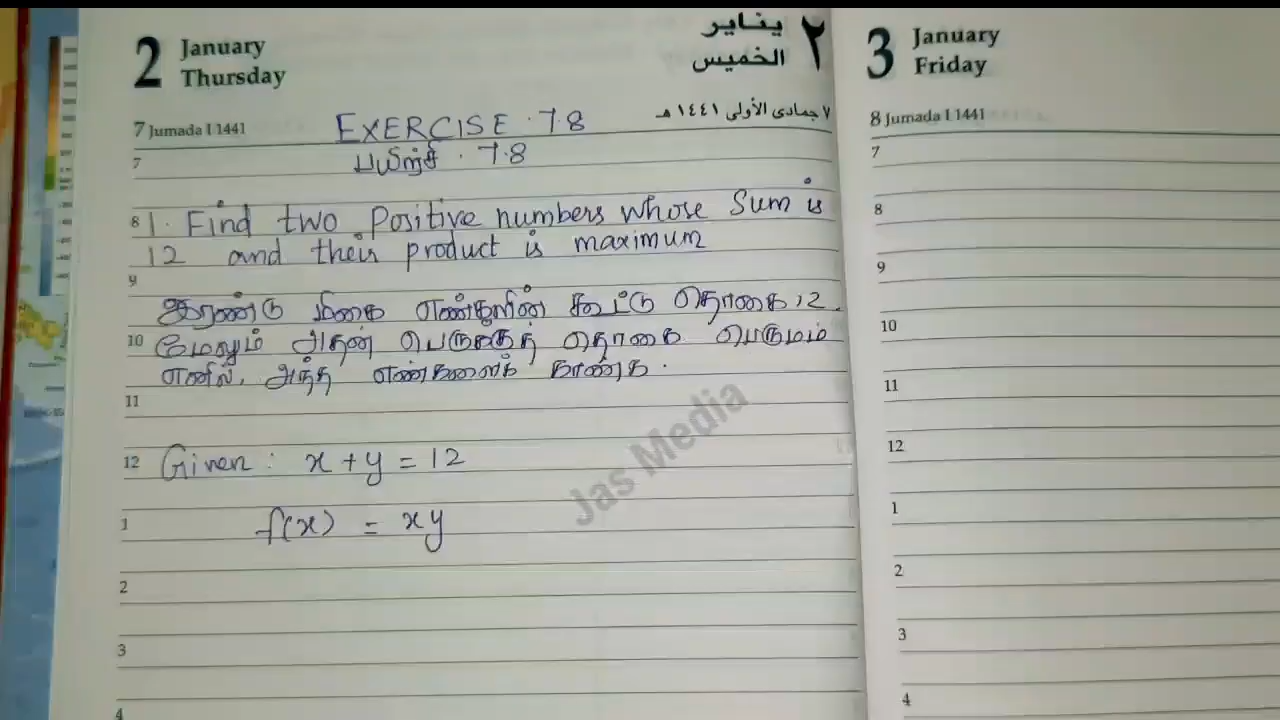 2 January Thursday
يناير ٢
الخميس
7 Jumada I 1441
٧ جمادى الأولى ١٤٤١ هـ
EXERCISE . 7.8
7
பயிற்சி . 7.8
8 1. Find two positive numbers whose sum is
12 and their product is maximum
9
இரண்டு மிகை எண்களின் கூட்டு தொகை 12.
10 மேலும் அதன் பெருக்கத் தொகை பெருமம்
எனில், அந்த எண்களைக் காண்க.
11
12 Given : x + y = 12
1 f(x) = xy
2
3
4
Jas Media
3 January Friday
8 Jumada I 1441
7
8
9
10
11
12
1
2
3
4